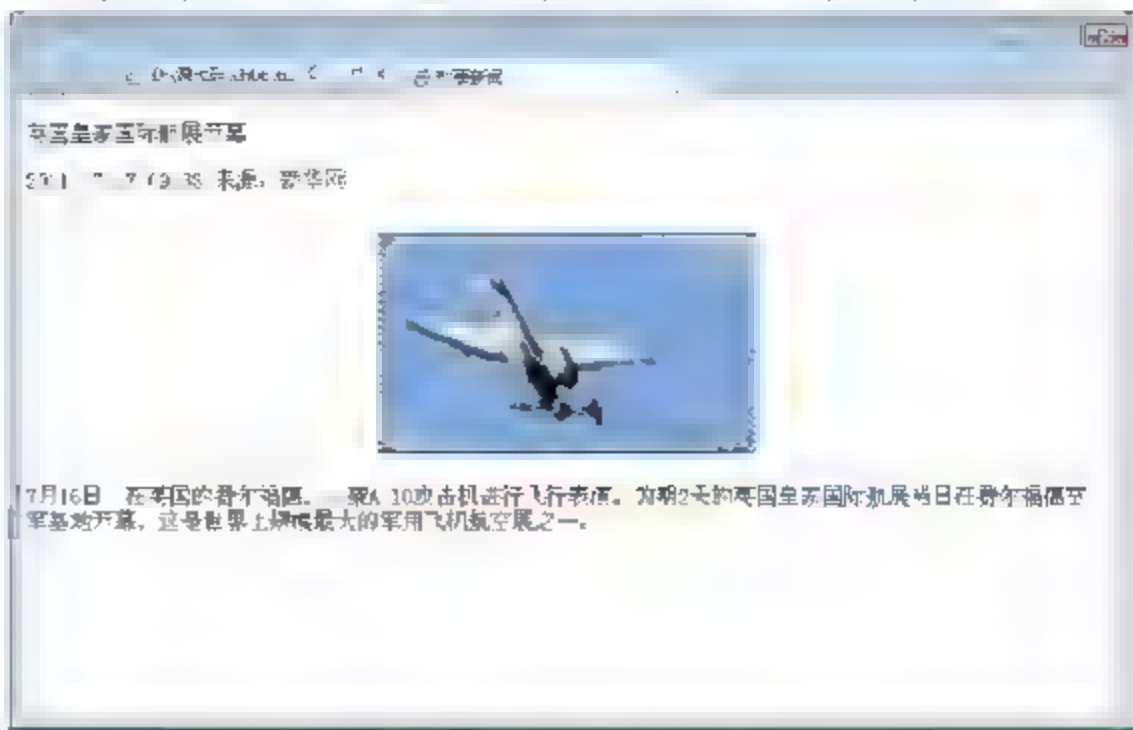 英国皇家国际航展开幕
来源：新华网
7月16日 在英国的费尔福德， 一架A 10攻击机进行飞行表演。为期2天的英国皇家国际航展当日在费尔福德空
军基地开幕，这是世界上规模最大的军用飞机航空展之一。